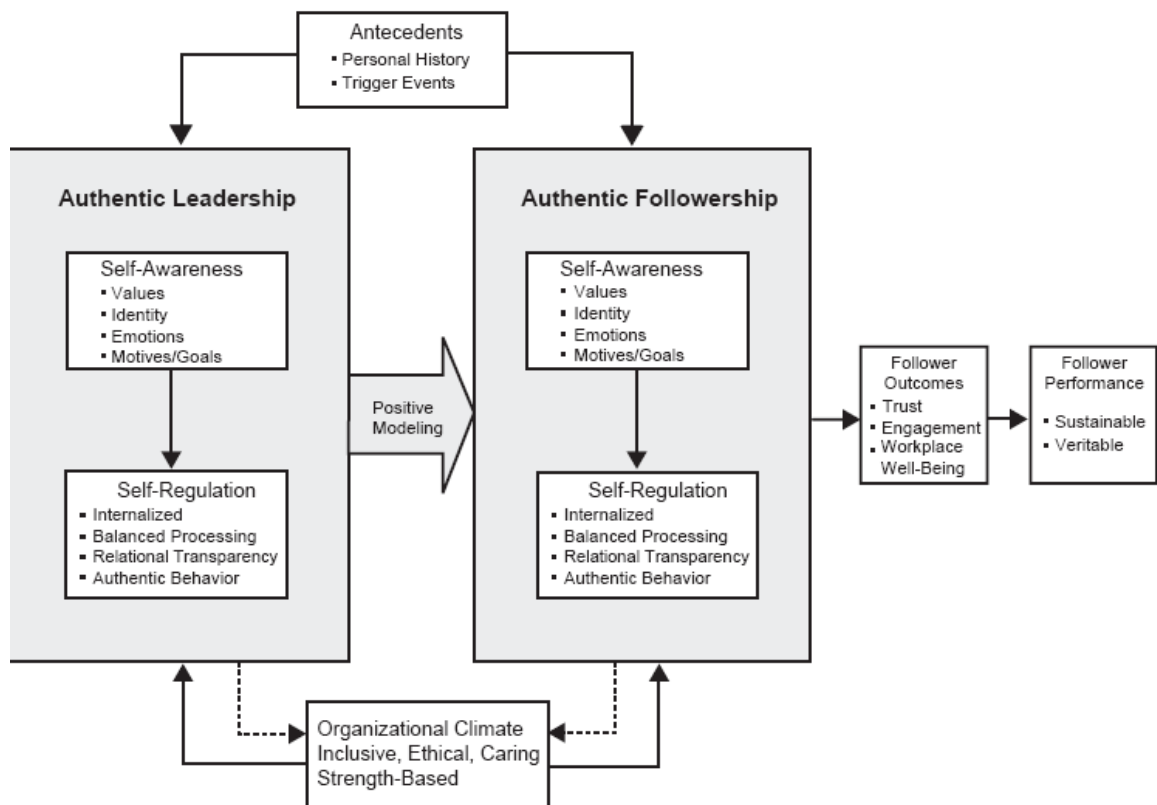 Antecedents
▪ Personal History
▪ Trigger Events
Authentic Leadership
Self-Awareness
▪ Values
▪ Identity
▪ Emotions
▪ Motives/Goals
Self-Regulation
▪ Internalized
▪ Balanced Processing
▪ Relational Transparency
▪ Authentic Behavior
Positive
Modeling
Authentic Followership
Self-Awareness
▪ Values
▪ Identity
▪ Emotions
▪ Motives/Goals
Self-Regulation
▪ Internalized
▪ Balanced Processing
▪ Relational Transparency
▪ Authentic Behavior
Follower
Outcomes
▪ Trust
▪ Engagement
▪ Workplace
Well-Being
Follower
Performance
▪ Sustainable
▪ Veritable
Organizational Climate
Inclusive, Ethical, Caring
Strength-Based